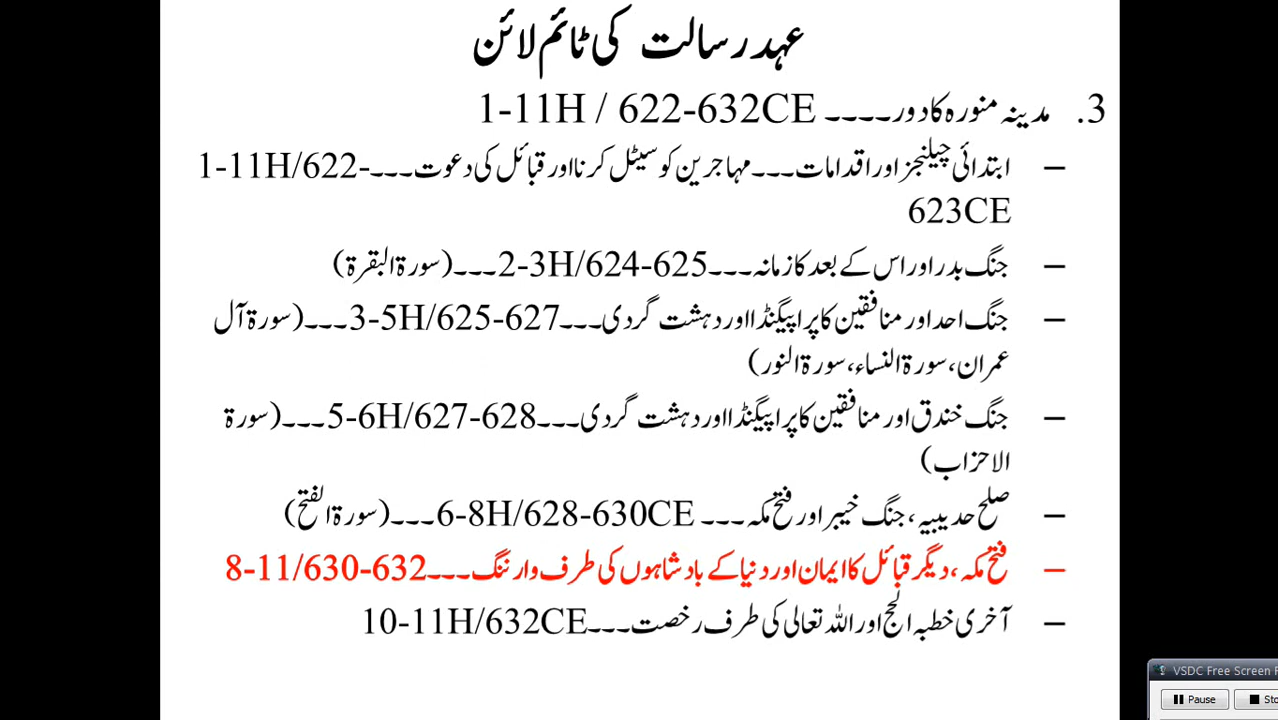 عہد رسالت کی ٹائم لائن
3. مدینہ منورہ کا دور ۔۔۔۔ 1-11H / 622-632CE
– ابتدائی چیلنجز اور اقدامات ۔۔۔ مہاجرین کو سیٹل کرنا اور قبائل کی دعوت ۔۔۔ 1-11H/622-
623CE
– جنگ بدر اور اس کے بعد کا زمانہ ۔۔۔ 2-3H/624-625 ۔۔۔ (سورۃ البقرۃ)
– جنگ احد اور منافقین کا پراپیگنڈا اور دہشت گردی ۔۔۔ 3-5H/625-627 ۔۔۔ (سورۃ آل
عمران، سورۃ النساء، سورۃ النور)
– جنگ خندق اور منافقین کا پراپیگنڈا اور دہشت گردی ۔۔۔ 5-6H/627-628 ۔۔۔ (سورۃ
الاحزاب)
– صلح حدیبیہ، جنگ خیبر اور فتح مکہ ۔۔۔ 6-8H/628-630CE ۔۔۔ (سورۃ الفتح)
– فتح مکہ، دیگر قبائل کا ایمان اور دنیا کے بادشاہوں کی طرف وارننگ ۔۔۔ 8-11/630-632
– آخری خطبہ الحج اور اللہ تعالی کی طرف رخصت ۔۔۔ 10-11H/632CE
VSDC Free Screen
Pause